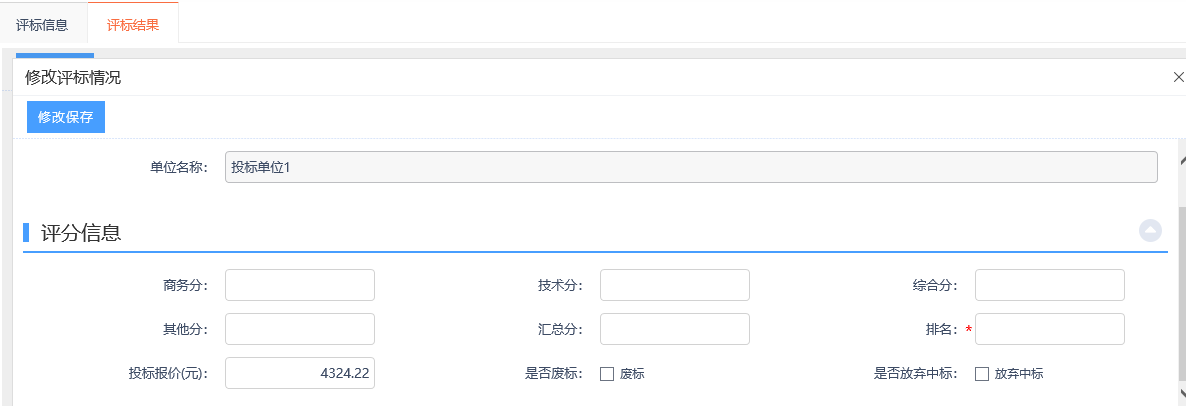 评标信息 评标结果
修改评标情况
修改保存
单位名称： 投标单位1
评分信息
商务分： 技术分： 综合分：
其他分： 汇总分： 排名：*
投标报价(元)： 4324.22 是否废标： 废标 是否放弃中标： 放弃中标